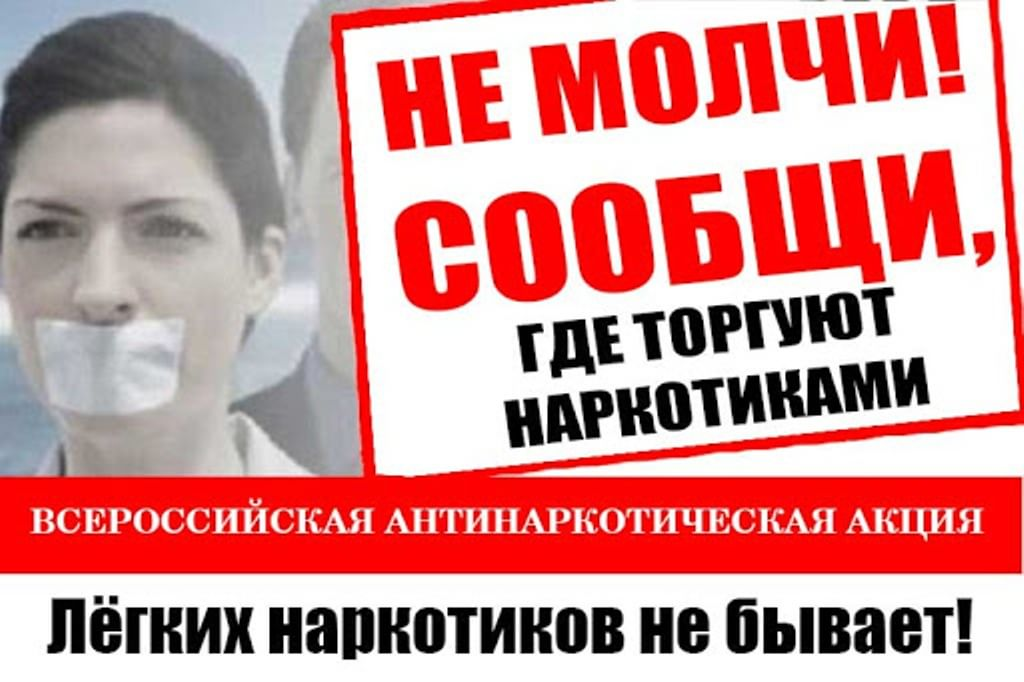 НЕ МОЛЧИ!
СООБЩИ,
ГДЕ ТОРГУЮТ
НАРКОТИКАМИ
ВСЕРОССИЙСКАЯ АНТИНАРКОТИЧЕСКАЯ АКЦИЯ
Лёгких наркотиков не бывает!